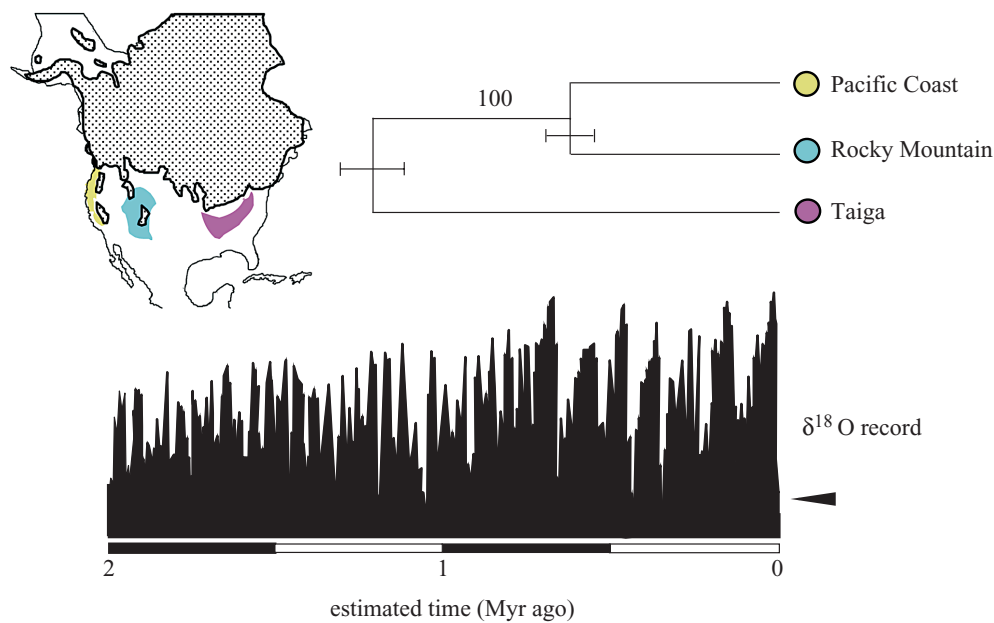 100
Pacific Coast
Rocky Mountain
Taiga
δ¹⁸ O record
2 1 0
estimated time (Myr ago)